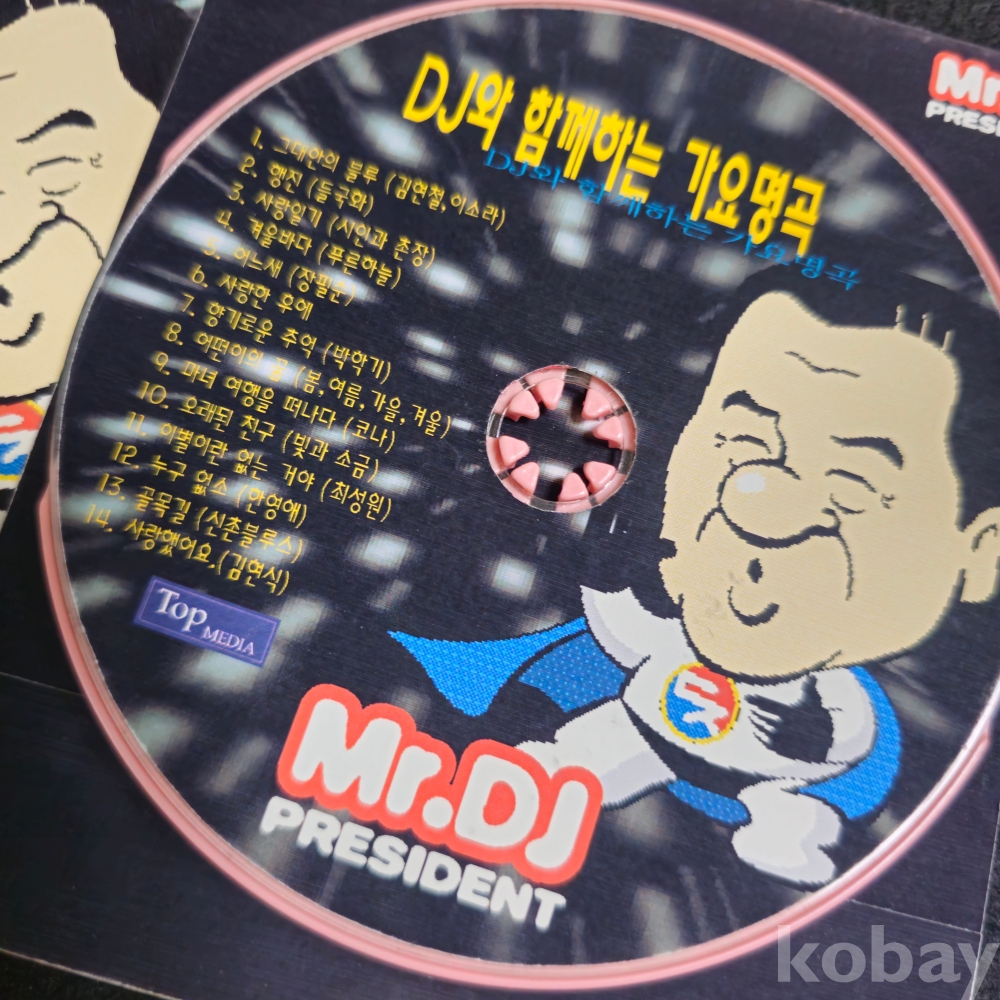 DJ와 함께하는 가요명곡
DJ와 함께하는 가요명곡
1. 그대안의 블루 (김현철,이소라)
2. 행진 (들국화)
3. 사랑일기 (시인과 촌장)
4. 겨울바다 (푸른하늘)
5. 어느새 (장필순)
6. 사랑한 후에
7. 향기로운 추억 (박학기)
8. 어떤이의 꿈 (봄,여름,가을,겨울)
9. 마녀 여행을 떠나다 (코나)
10. 오래된 친구 (빛과 소금)
11. 이별이란 없는 거야 (최성원)
12. 누구 없소 (한영애)
13. 골목길 (신촌블루스)
14. 사랑했어요.(김현식)
TOP MEDIA
Mr.DJ
PRESIDENT
Mr
PRESI
kobay